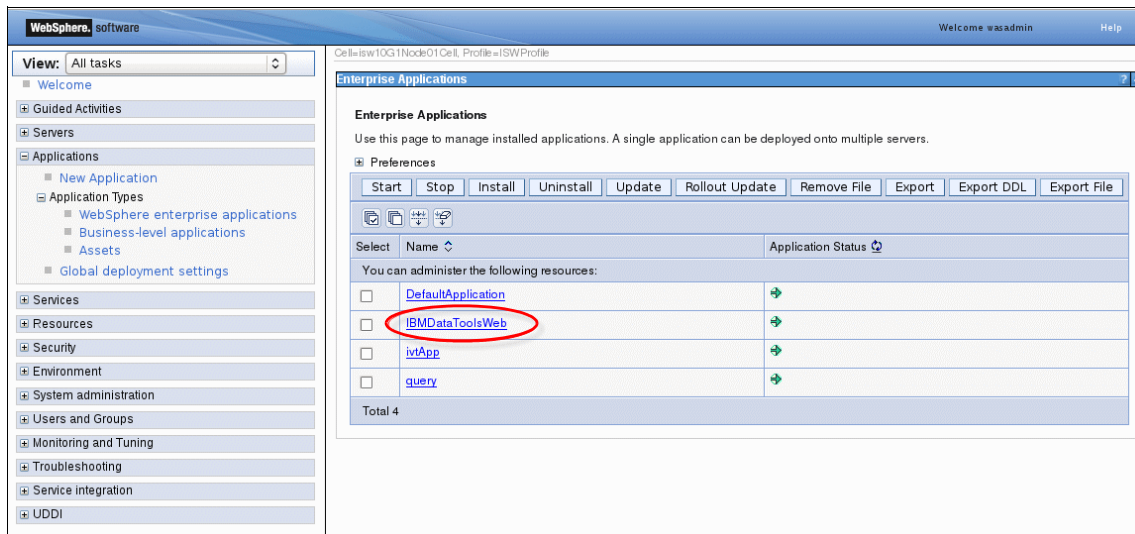 WebSphere. software
Welcome wasadmin
Help
View: All tasks
Welcome
Guided Activities
Servers
Applications
New Application
Application Types
WebSphere enterprise applications
Business-level applications
Assets
Global deployment settings
Services
Resources
Security
Environment
System administration
Users and Groups
Monitoring and Tuning
Troubleshooting
Service integration
UDDI
Cell=isw10G1Node01Cell, Profile=ISWProfile
Enterprise Applications ?
Enterprise Applications
Use this page to manage installed applications. A single application can be deployed onto multiple servers.
Preferences
Start Stop Install Uninstall Update Rollout Update Remove File Export Export DDL Export File
Select Name Application Status
You can administer the following resources:
DefaultApplication
IBMDataToolsWeb
ivtApp
query
Total 4